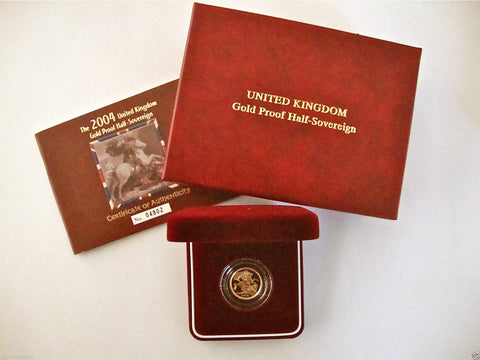 The 2004 United Kingdom
Gold Proof Half-Sovereign
Certificate of Authenticity
No. 04802
UNITED KINGDOM
Gold Proof Half-Sovereign